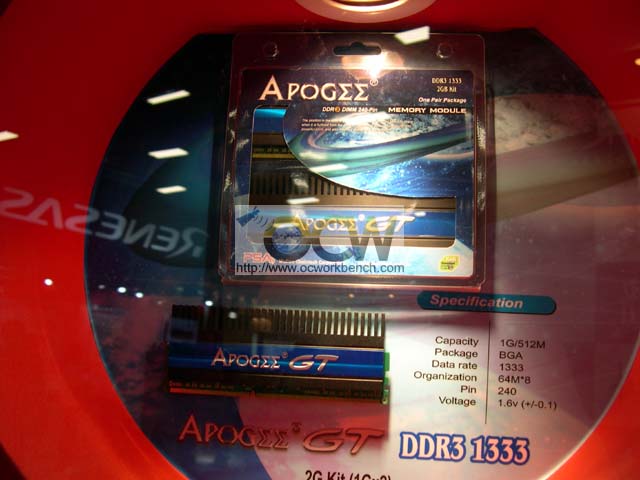 APOGEE®
DDR3 1333
2GB Kit
One Pair Package
DDR3 DIMM 240-Pin
MEMORY MODULE
APOGEE GT
OCW
http://www.ocworkbench.com
RENESAS
Specification
Capacity 1G/512M
Package BGA
Data rate 1333
Organization 64M*8
Pin 240
Voltage 1.6v (+/-0.1)
APOGEE® GT
APOGEE® GT DDR3 1333
2G Kit (1Gx2)